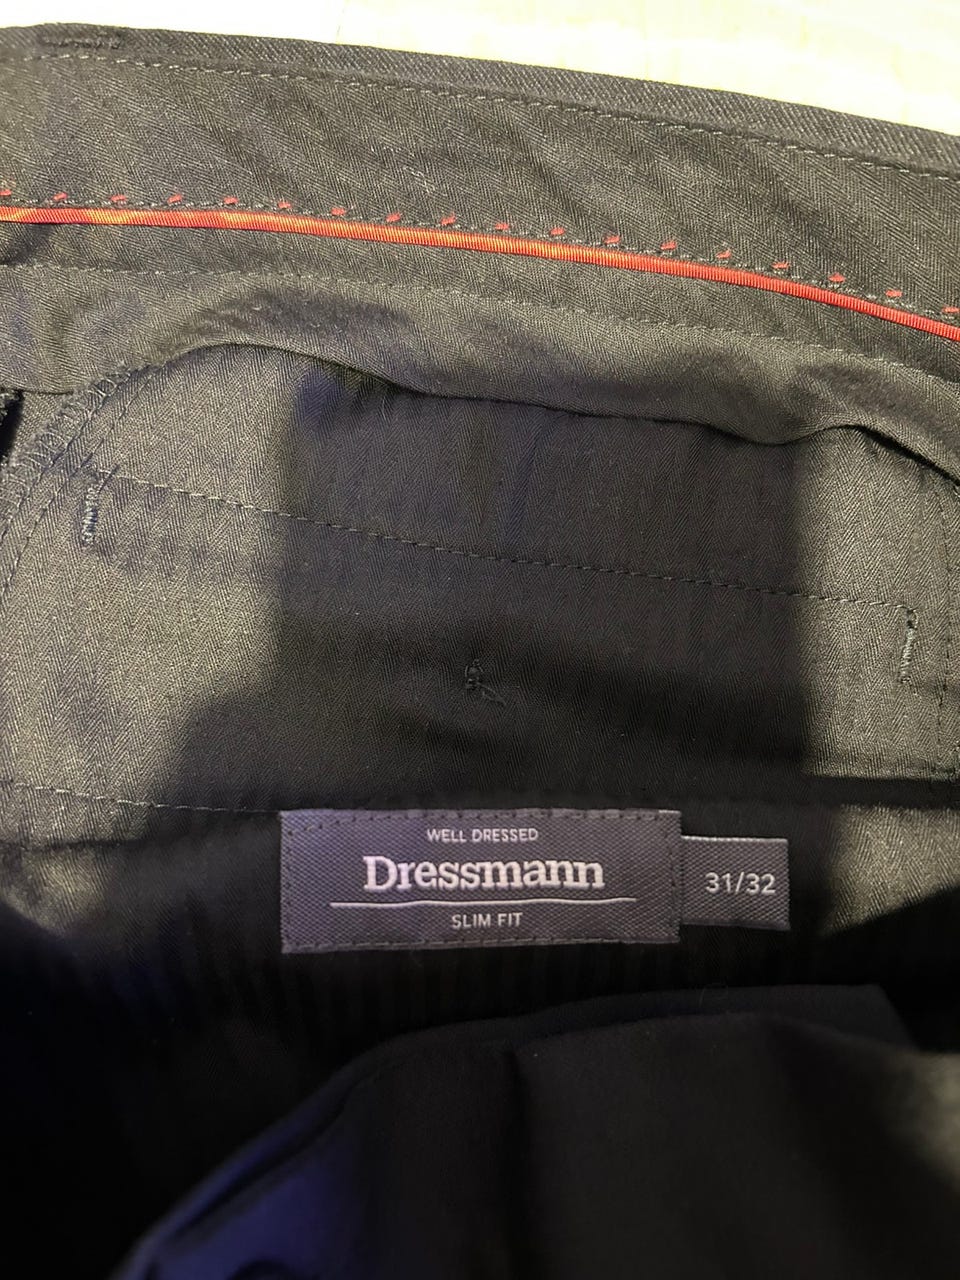 WELL DRESSED
Dressmann
SLIM FIT
31/32